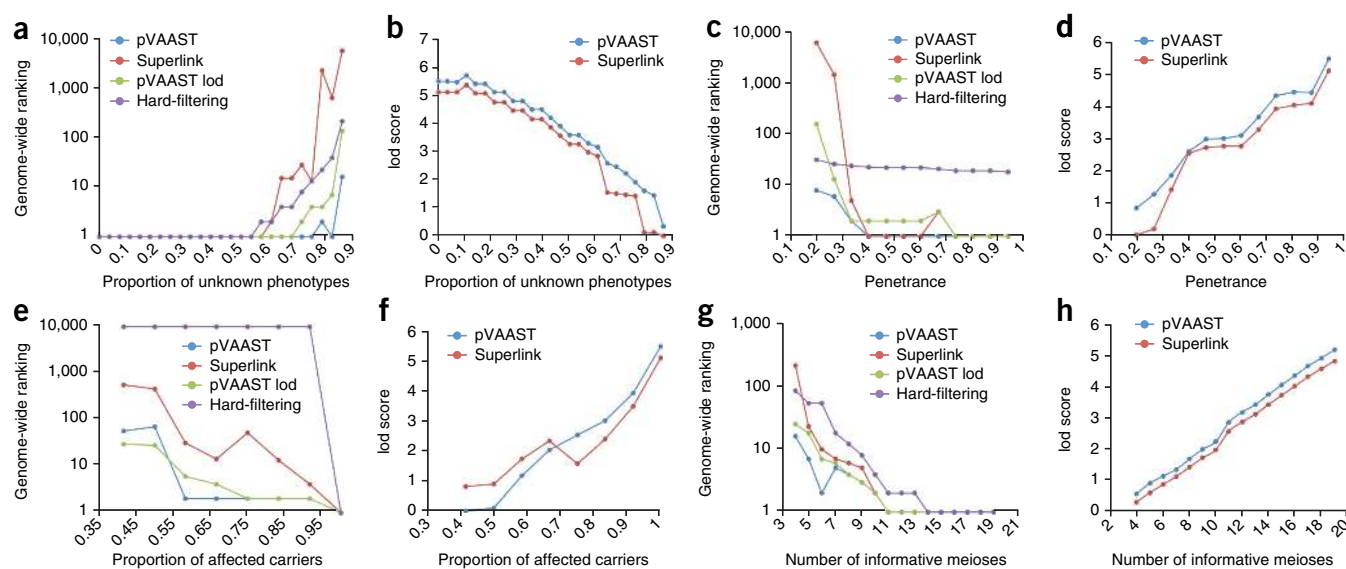 a
10,000
1,000
100
10
1
Genome-wide ranking
pVAAST
Superlink
pVAAST lod
Hard-filtering
0 0.1 0.2 0.3 0.4 0.5 0.6 0.7 0.8 0.9
Proportion of unknown phenotypes
b
7
6
5
4
3
2
1
0
lod score
pVAAST
Superlink
0 0.1 0.2 0.3 0.4 0.5 0.6 0.7 0.8 0.9
Proportion of unknown phenotypes
c
10,000
1,000
100
10
1
Genome-wide ranking
pVAAST
Superlink
pVAAST lod
Hard-filtering
0.1 0.2 0.3 0.4 0.5 0.6 0.7 0.8 0.9 1
Penetrance
d
6
5
4
3
2
1
0
lod score
pVAAST
Superlink
0.1 0.2 0.3 0.4 0.5 0.6 0.7 0.8 0.9 1
Penetrance
e
10,000
1,000
100
10
1
Genome-wide ranking
pVAAST
Superlink
pVAAST lod
Hard-filtering
0.35 0.45 0.55 0.65 0.75 0.85 0.95
Proportion of affected carriers
f
6
5
4
3
2
1
0
lod score
pVAAST
Superlink
0.3 0.4 0.5 0.6 0.7 0.8 0.9 1
Proportion of affected carriers
g
1,000
100
10
1
Genome-wide ranking
pVAAST
Superlink
pVAAST lod
Hard-filtering
3 5 7 9 11 13 15 17 19 21
Number of informative meioses
h
6
5
4
3
2
1
0
lod score
pVAAST
Superlink
2 4 6 8 10 12 14 16 18 20
Number of informative meioses